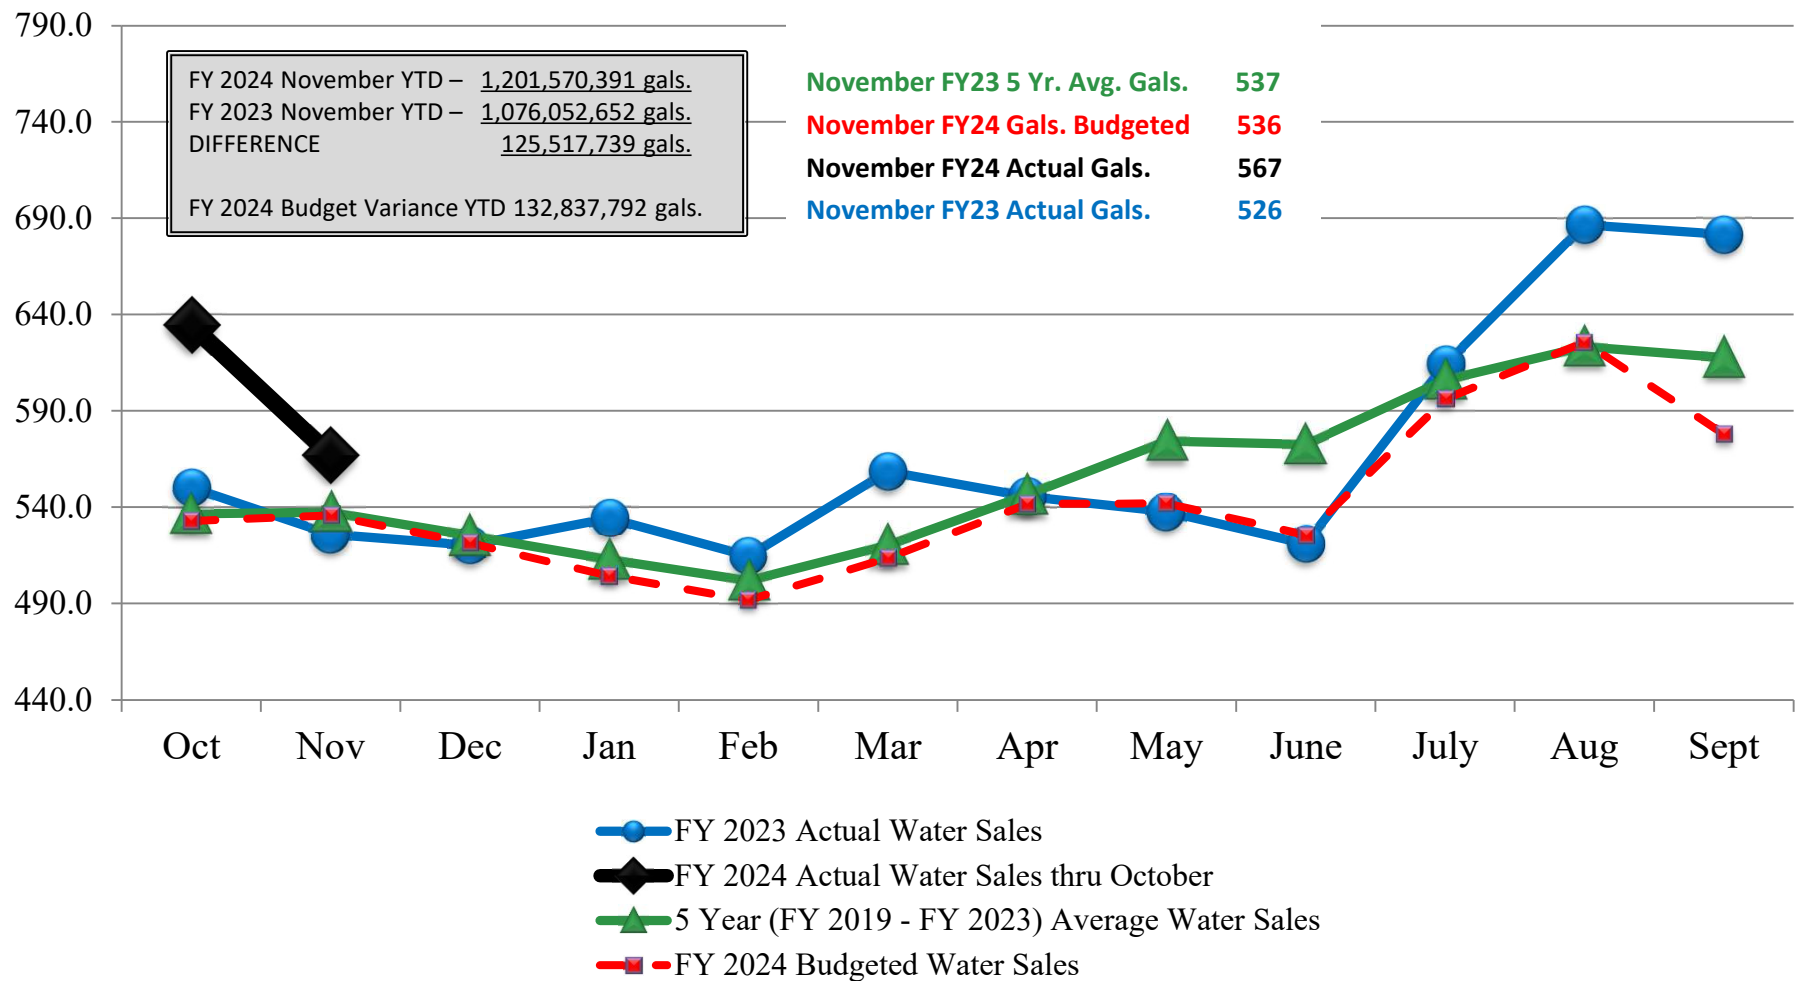 790.0
740.0
690.0
640.0
590.0
540.0
490.0
440.0
FY 2024 November YTD – 1,201,570,391 gals.
FY 2023 November YTD – 1,076,052,652 gals.
DIFFERENCE 125,517,739 gals.
FY 2024 Budget Variance YTD 132,837,792 gals.
November FY23 5 Yr. Avg. Gals. 537
November FY24 Gals. Budgeted 536
November FY24 Actual Gals. 567
November FY23 Actual Gals. 526
Oct Nov Dec Jan Feb Mar Apr May June July Aug Sept
FY 2023 Actual Water Sales
FY 2024 Actual Water Sales thru October
5 Year (FY 2019 - FY 2023) Average Water Sales
FY 2024 Budgeted Water Sales